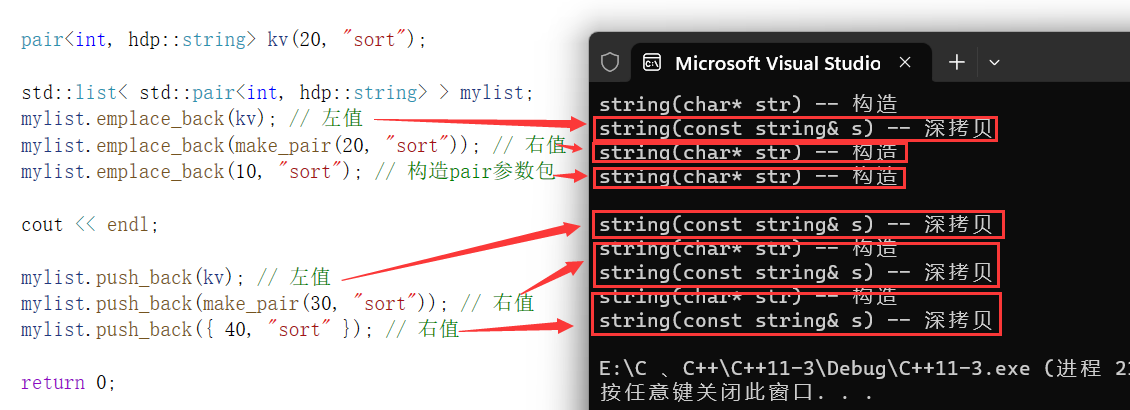 pair<int, hdp::string> kv(20, "sort");
std::list< std::pair<int, hdp::string> > mylist;
mylist.emplace_back(kv); // 左值
mylist.emplace_back(make_pair(20, "sort")); // 右值
mylist.emplace_back(10, "sort"); // 构造pair参数包
cout << endl;
mylist.push_back(kv); // 左值
mylist.push_back(make_pair(30, "sort")); // 右值
mylist.push_back({ 40, "sort" }); // 右值
return 0;
Microsoft Visual Studio
string(char* str) -- 构造
string(const string& s) -- 深拷贝
string(char* str) -- 构造
string(char* str) -- 构造
string(const string& s) -- 深拷贝
string(char* str) -- 构造
string(const string& s) -- 深拷贝
string(char* str) -- 构造
string(const string& s) -- 深拷贝
E:\C 、C++\C++11-3\Debug\C++11-3.exe (进程 21
按任意键关闭此窗口. . .